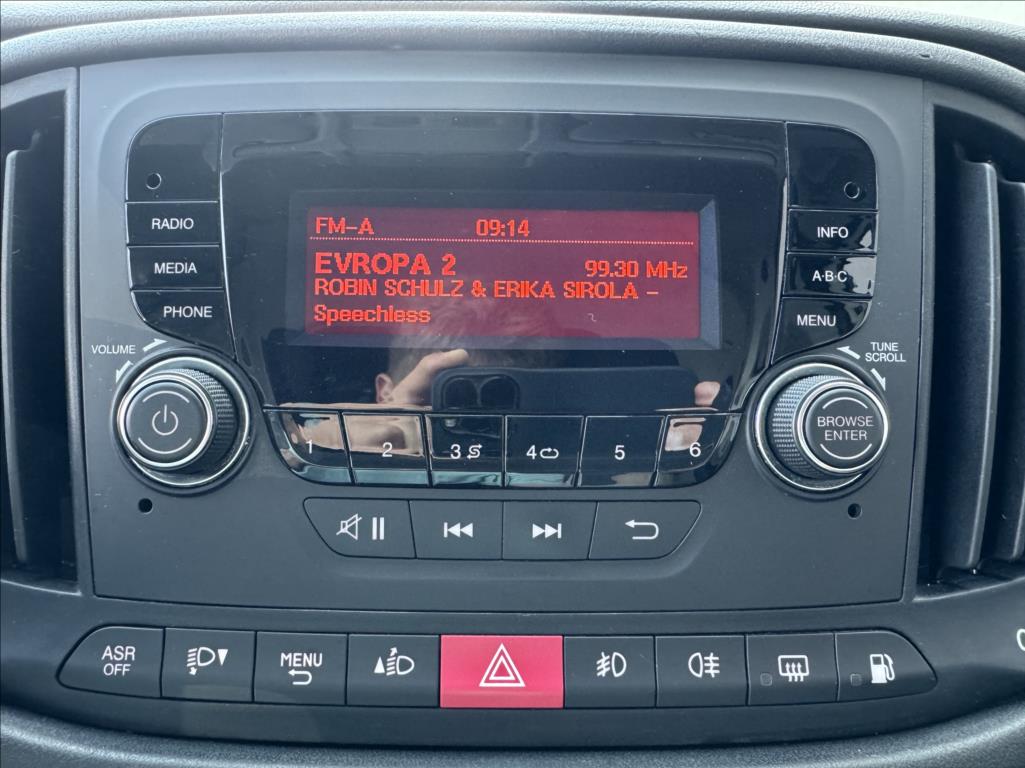 FM-A 09:14
EVROPA 2 99.30 MHz
ROBIN SCHULZ & ERIKA SIROLA -
Speechless
RADIO
MEDIA
PHONE
INFO
A·B·C
MENU
VOLUME
TUNE
SCROLL
BROWSE
ENTER
1 2 3 4 5 6
ASR
OFF
MENU